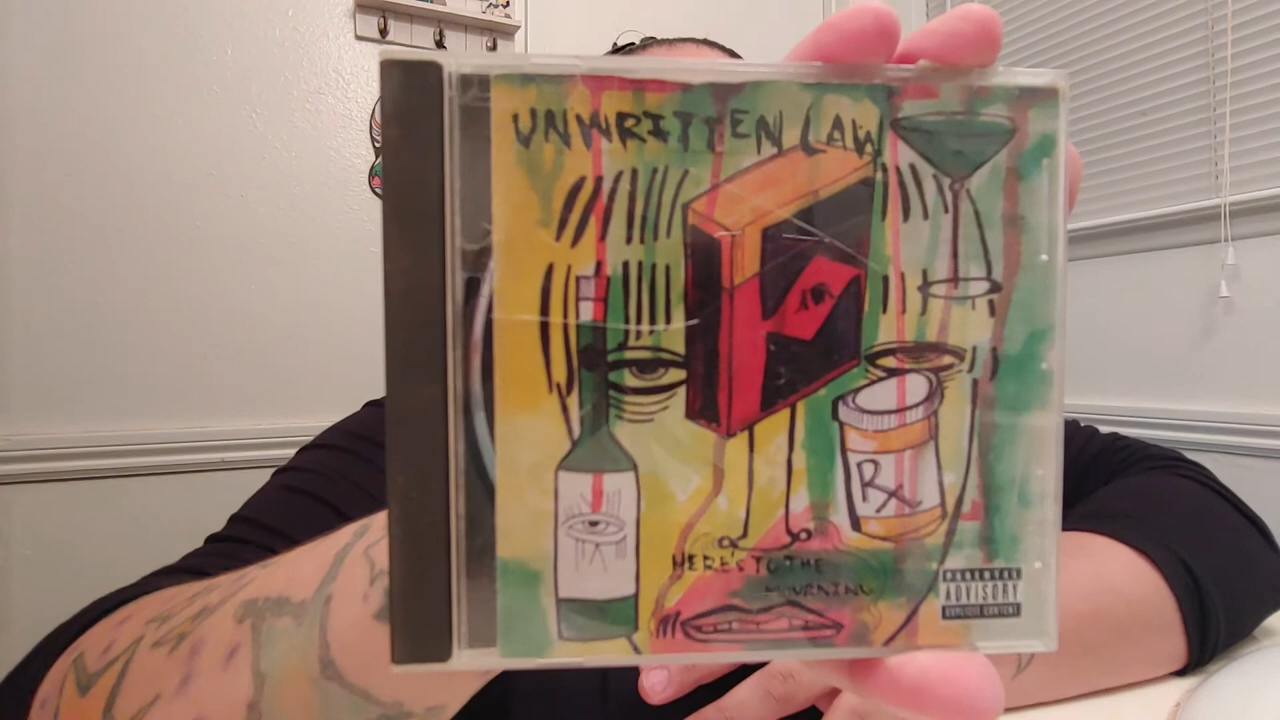 UNWRITTEN LAW
Rx
HERE'S TO THE
MOURNING
PARENTAL
ADVISORY
EXPLICIT CONTENT